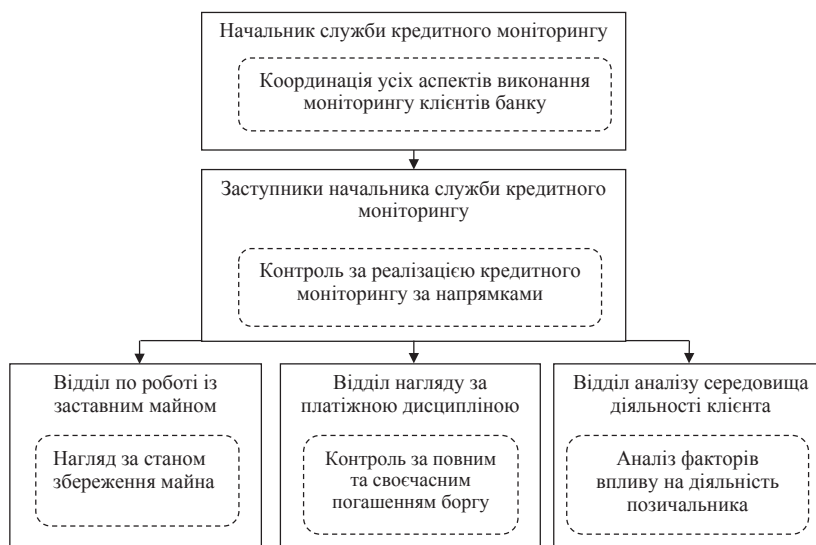 Начальник служби кредитного моніторингу
Координація усіх аспектів виконання
моніторингу клієнтів банку
Заступники начальника служби кредитного
моніторингу
Контроль за реалізацією кредитного
моніторингу за напрямками
Відділ по роботі із
заставним майном
Нагляд за станом
збереження майна
Відділ нагляду за
платіжною дисципліною
Контроль за повним
та своєчасним
погашенням боргу
Відділ аналізу середовища
діяльності клієнта
Аналіз факторів
впливу на діяльність
позичальника